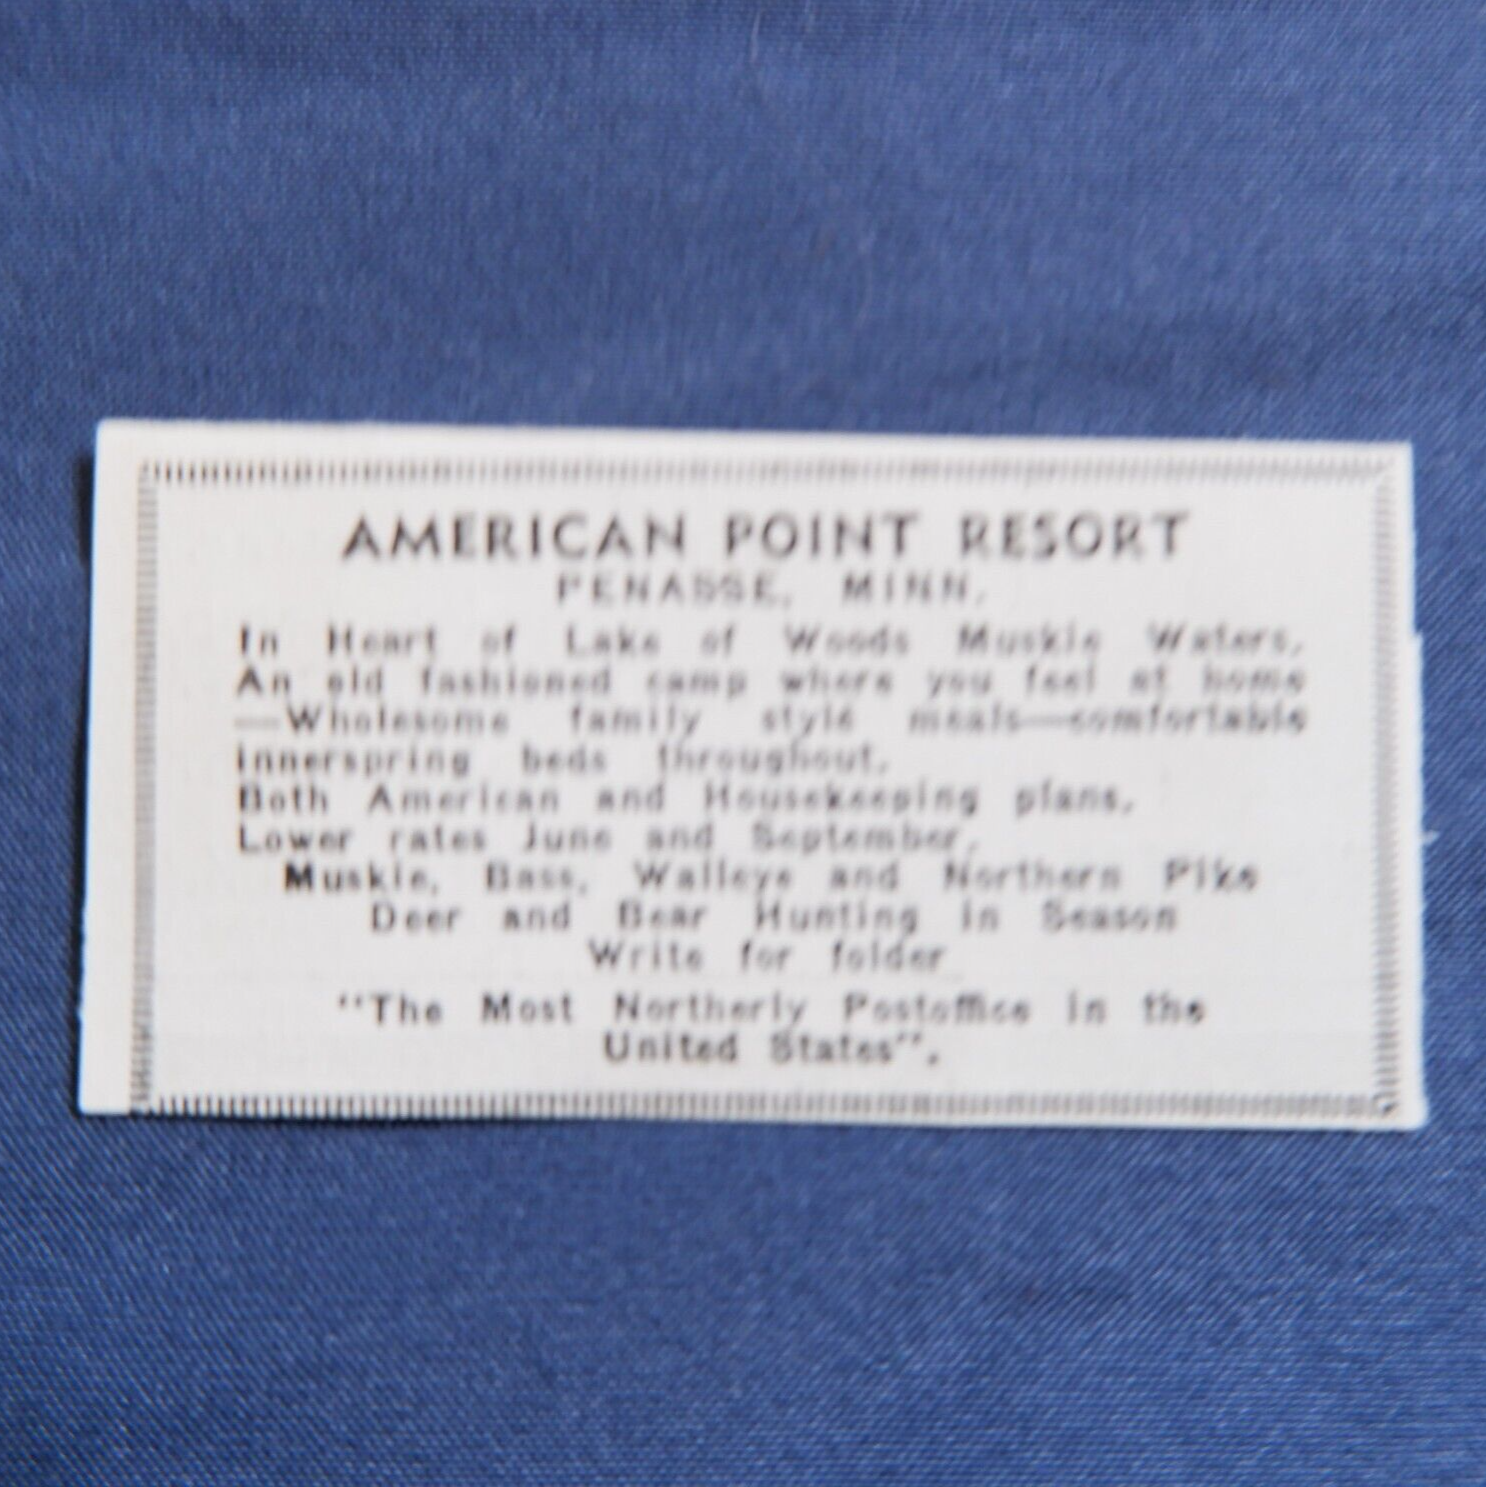 AMERICAN POINT RESORT
PENASSE, MINN.
In Heart of Lake of Woods Muskie Waters.
An old fashioned camp where you feel at home
—Wholesome family style meals—comfortable
innerspring beds throughout.
Both American and Housekeeping plans.
Lower rates June and September.
Muskie, Bass, Walleye and Northern Pike
Deer and Bear Hunting in Season
Write for folder
"The Most Northerly Postoffice in the
United States".